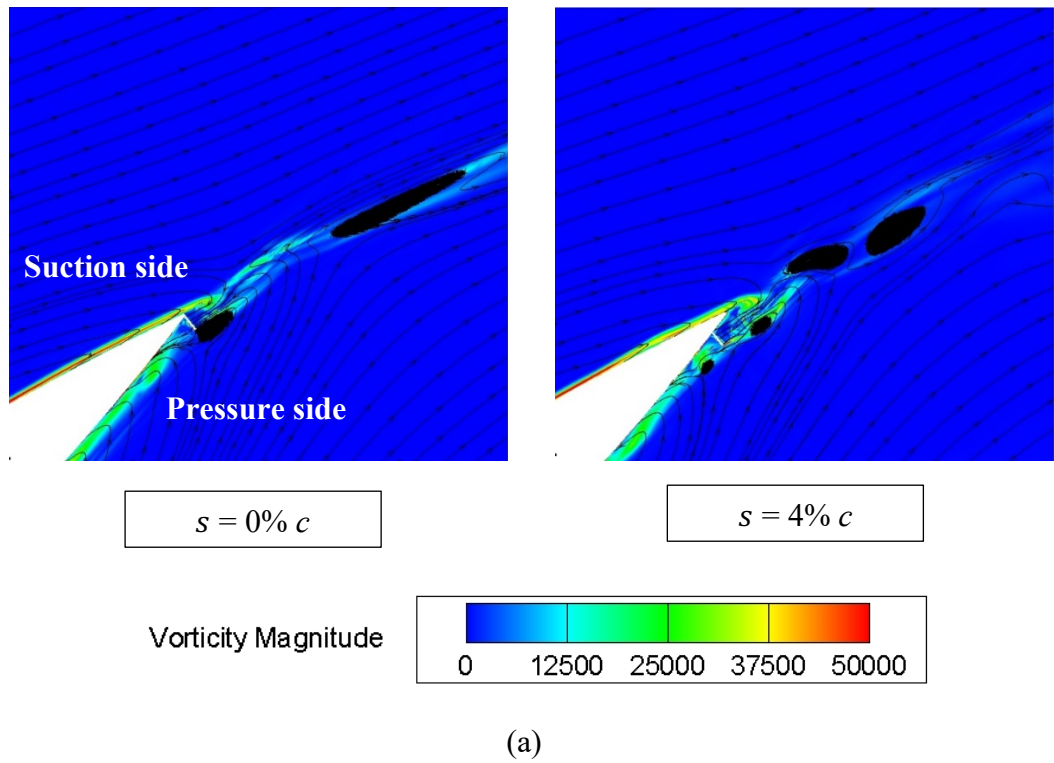 Suction side
Pressure side
s = 0% c
s = 4% c
Vorticity Magnitude
0 12500 25000 37500 50000
(a)